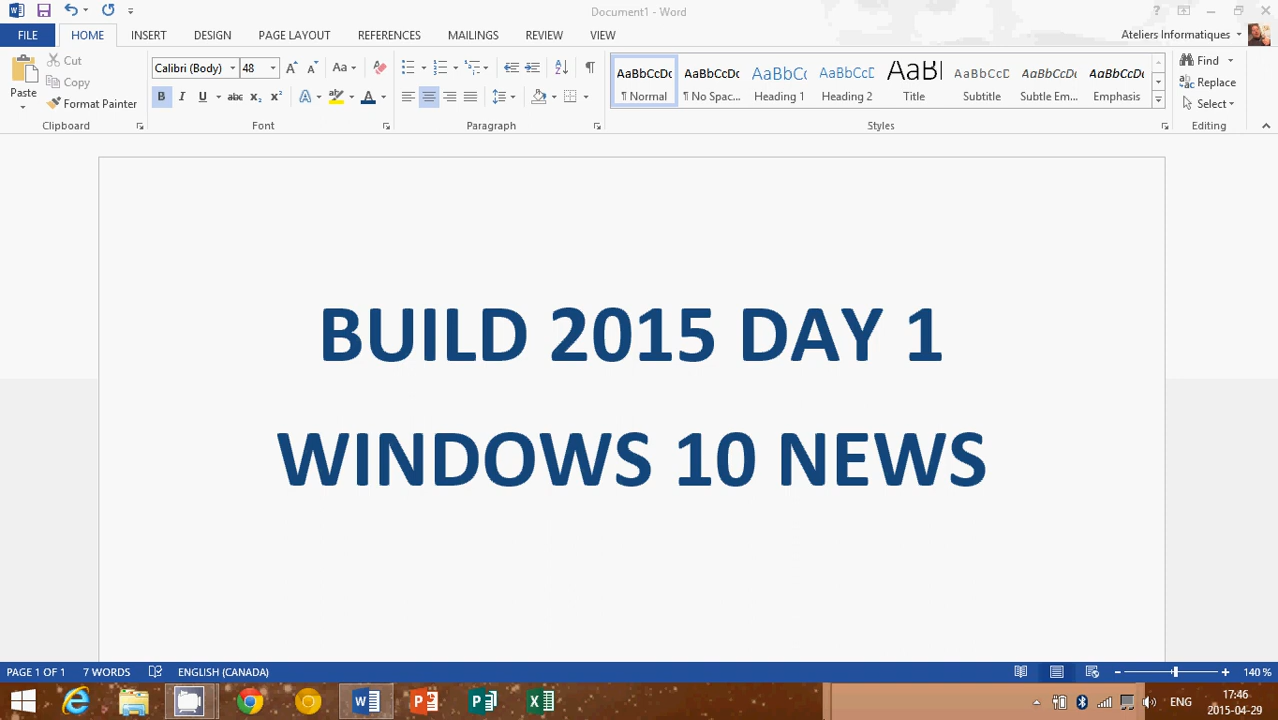 Document1 - Word
FILE HOME INSERT DESIGN PAGE LAYOUT REFERENCES MAILINGS REVIEW VIEW Ateliers Informatiques
Cut
Copy
Format Painter
Paste
Clipboard
Calibri (Body) 48
Font
Paragraph
AaBbCcDc AaBbCcDc AaBbCc AaBbCcD AaBl AaBbCcD AaBbCcDc AaBbCcDc
¶ Normal ¶ No Spac... Heading 1 Heading 2 Title Subtitle Subtle Em... Emphasis
Styles
Find
Replace
Select
Editing
BUILD 2015 DAY 1
WINDOWS 10 NEWS
PAGE 1 OF 1 7 WORDS ENGLISH (CANADA) 140 %
ENG
17:46
2015-04-29